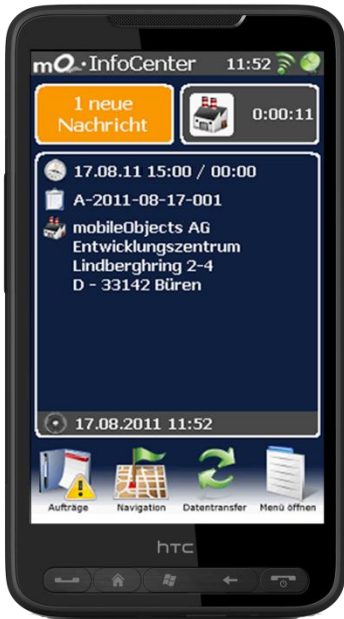 mO.·InfoCenter 11:52
1 neue
Nachricht
0:00:11
17.08.11 15:00 / 00:00
A-2011-08-17-001
mobileObjects AG
Entwicklungszentrum
Lindberghring 2-4
D - 33142 Büren
17.08.2011 11:52
Aufträge Navigation Datentransfer Menü öffnen
hTC